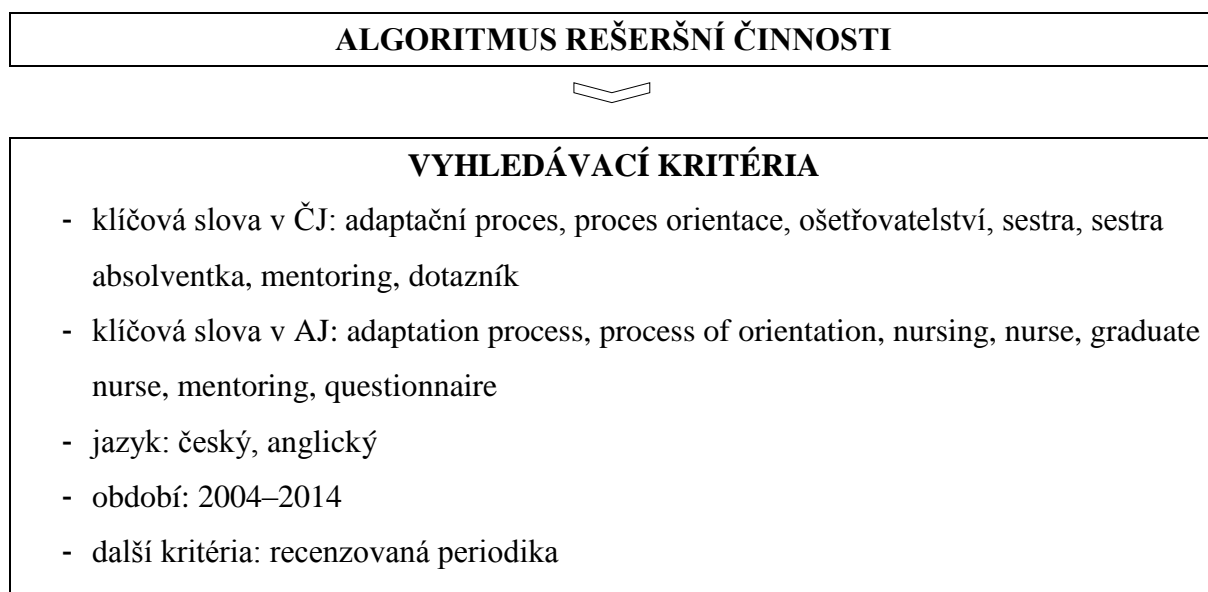 ALGORITMUS REŠERŠNÍ ČINNOSTI
VYHLEDÁVACÍ KRITÉRIA
- klíčová slova v ČJ: adaptační proces, proces orientace, ošetřovatelství, sestra, sestra
absolventka, mentoring, dotazník
- klíčová slova v AJ: adaptation process, process of orientation, nursing, nurse, graduate
nurse, mentoring, questionnaire
- jazyk: český, anglický
- období: 2004–2014
- další kritéria: recenzovaná periodika